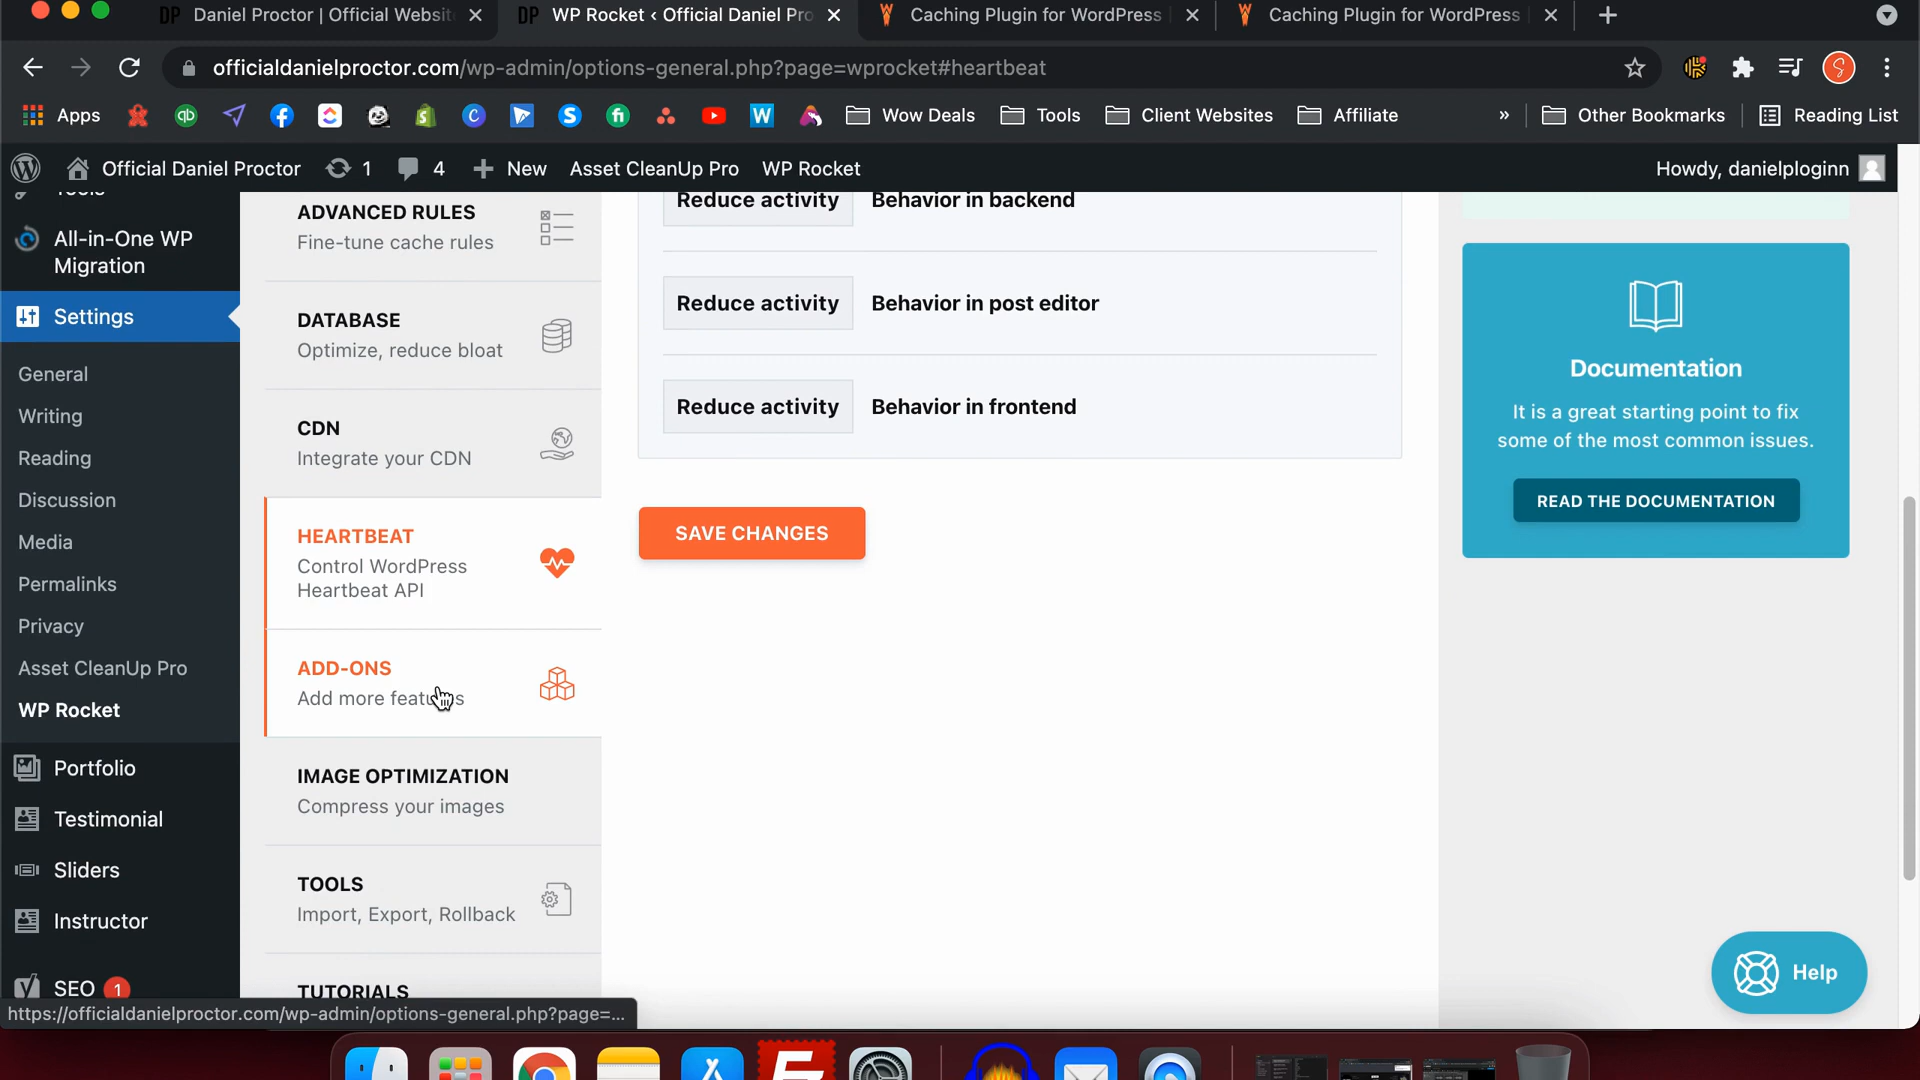 Daniel Proctor | Official Websit
WP Rocket ‹ Official Daniel Pro
Caching Plugin for WordPress
Caching Plugin for WordPress
officialdanielproctor.com/wp-admin/options-general.php?page=wprocket#heartbeat
Apps
Wow Deals
Tools
Client Websites
Affiliate
»
Other Bookmarks
Reading List
Official Daniel Proctor
1
4
New
Asset CleanUp Pro
WP Rocket
Howdy, danielploginn
Tools
All-in-One WP
Migration
Settings
General
Writing
Reading
Discussion
Media
Permalinks
Privacy
Asset CleanUp Pro
WP Rocket
Portfolio
Testimonial
Sliders
Instructor
SEO 1
ADVANCED RULES
Fine-tune cache rules
DATABASE
Optimize, reduce bloat
CDN
Integrate your CDN
HEARTBEAT
Control WordPress
Heartbeat API
ADD-ONS
Add more features
IMAGE OPTIMIZATION
Compress your images
TOOLS
Import, Export, Rollback
TUTORIALS
Reduce activity Behavior in backend
Reduce activity Behavior in post editor
Reduce activity Behavior in frontend
SAVE CHANGES
Documentation
It is a great starting point to fix
some of the most common issues.
READ THE DOCUMENTATION
Help
https://officialdanielproctor.com/wp-admin/options-general.php?page=...